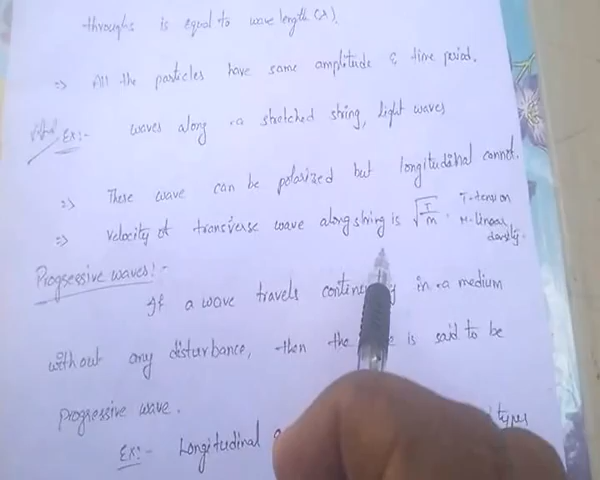 throughs is equal to wave length (λ).
=> All the particles have same amplitude & time period.
Ex:- waves along a stretched string, light waves
=> These wave can be polarized but longitudinal cannot.
=> Velocity of transverse wave along string is √T/m . T-tension
M-linear
density.
Progressive waves:-
If a wave travels in a medium
without any disturbance, then the is said to be
progressive wave.
Ex:- Longitudinal types